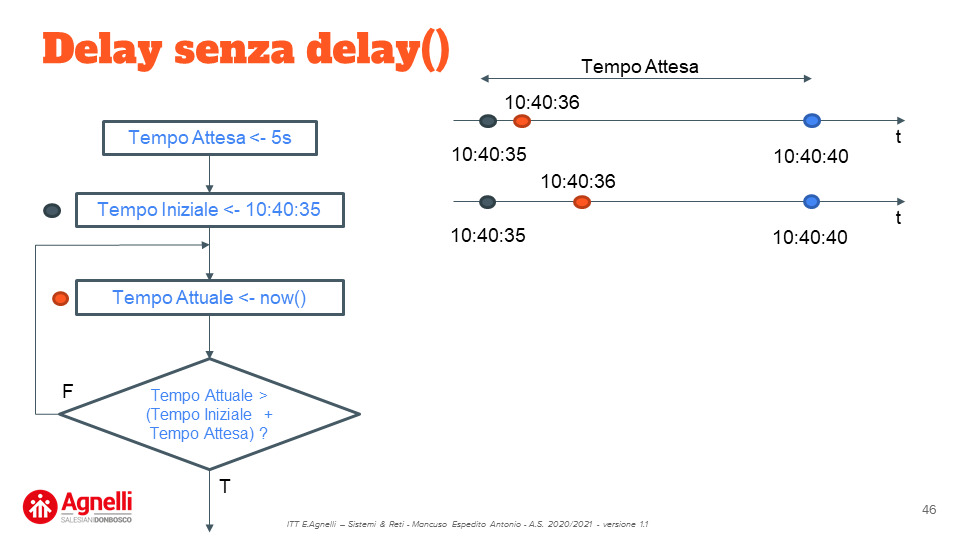 Delay senza delay()
Tempo Attesa <- 5s
Tempo Iniziale <- 10:40:35
Tempo Attuale <- now()
F
Tempo Attuale >
(Tempo Iniziale +
Tempo Attesa) ?
T
Tempo Attesa
10:40:36
t
10:40:35
10:40:40
10:40:36
t
10:40:35
10:40:40
Agnelli
SALESIANI DONBOSCO
ITT E.Agnelli – Sistemi & Reti - Mancuso Espedito Antonio - A.S. 2020/2021 - versione 1.1
46